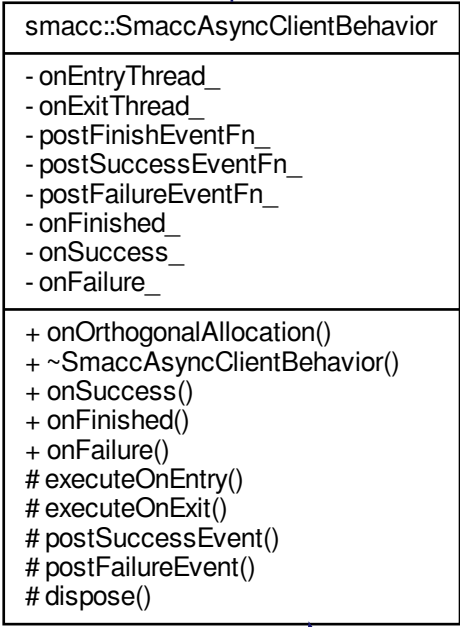 smacc::SmaccAsyncClientBehavior
- onEntryThread_
- onExitThread_
- postFinishEventFn_
- postSuccessEventFn_
- postFailureEventFn_
- onFinished_
- onSuccess_
- onFailure_
+ onOrthogonalAllocation()
+ ~SmaccAsyncClientBehavior()
+ onSuccess()
+ onFinished()
+ onFailure()
# executeOnEntry()
# executeOnExit()
# postSuccessEvent()
# postFailureEvent()
# dispose()